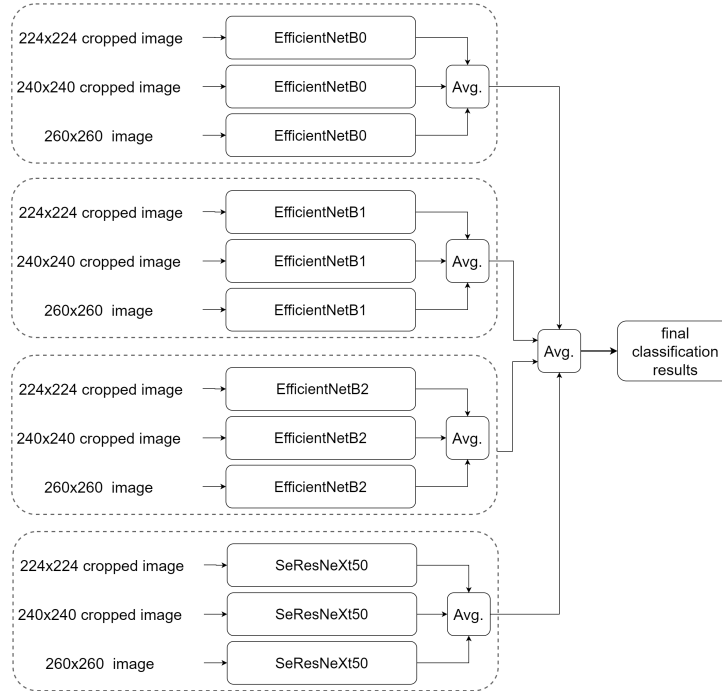 224x224 cropped image
EfficientNetB0
240x240 cropped image
EfficientNetB0
Avg.
260x260 image
EfficientNetB0
224x224 cropped image
EfficientNetB1
240x240 cropped image
EfficientNetB1
Avg.
260x260 image
EfficientNetB1
224x224 cropped image
EfficientNetB2
240x240 cropped image
EfficientNetB2
Avg.
260x260 image
EfficientNetB2
224x224 cropped image
SeResNeXt50
240x240 cropped image
SeResNeXt50
Avg.
260x260 image
SeResNeXt50
Avg.
final
classification
results